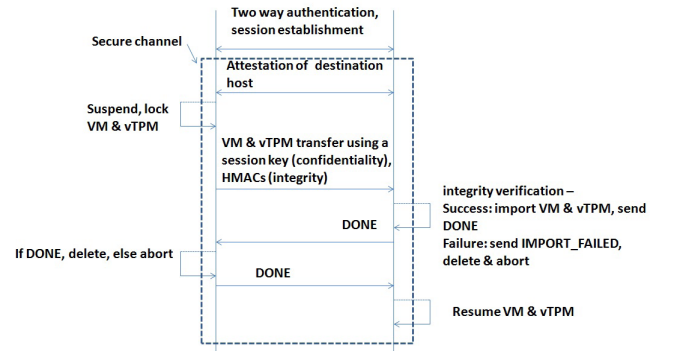 Two way authentication,
session establishment
Secure channel
Attestation of destination
host
Suspend, lock
VM & vTPM
VM & vTPM transfer using a
session key (confidentiality),
HMACs (integrity)
integrity verification –
Success: import VM & vTPM, send
DONE
Failure: send IMPORT_FAILED,
delete & abort
DONE
If DONE, delete, else abort
DONE
Resume VM & vTPM